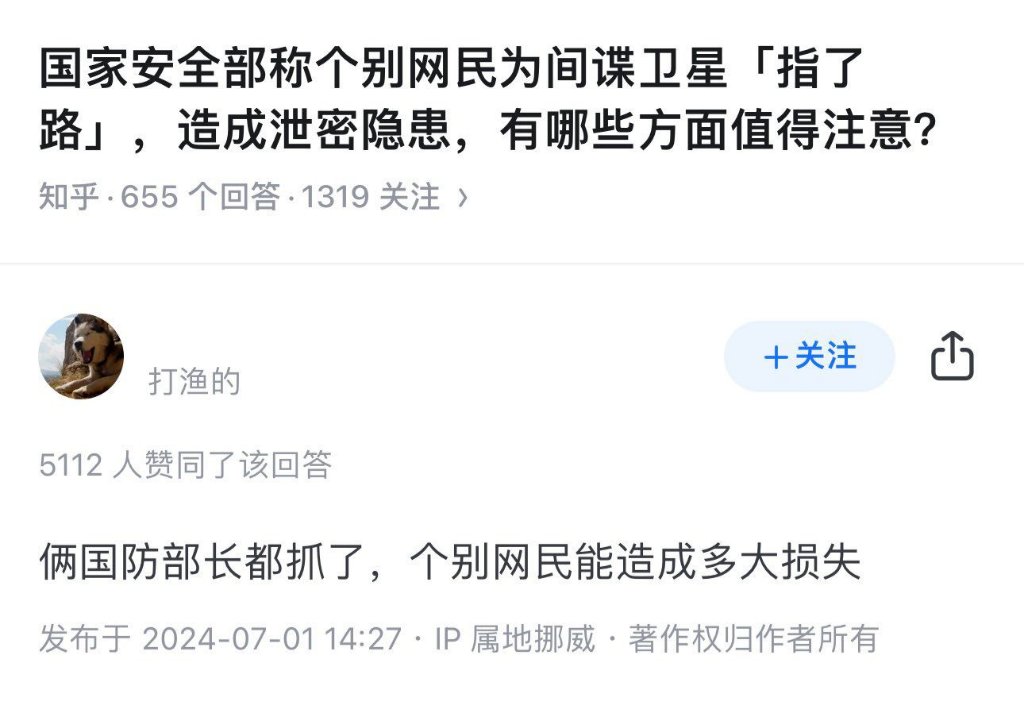 国家安全部称个别网民为间谍卫星「指了
路」，造成泄密隐患，有哪些方面值得注意？
知乎·655 个回答·1319 关注 ›
打渔的
＋关注
5112 人赞同了该回答
俩国防部长都抓了，个别网民能造成多大损失
发布于 2024-07-01 14:27 · IP 属地挪威 · 著作权归作者所有